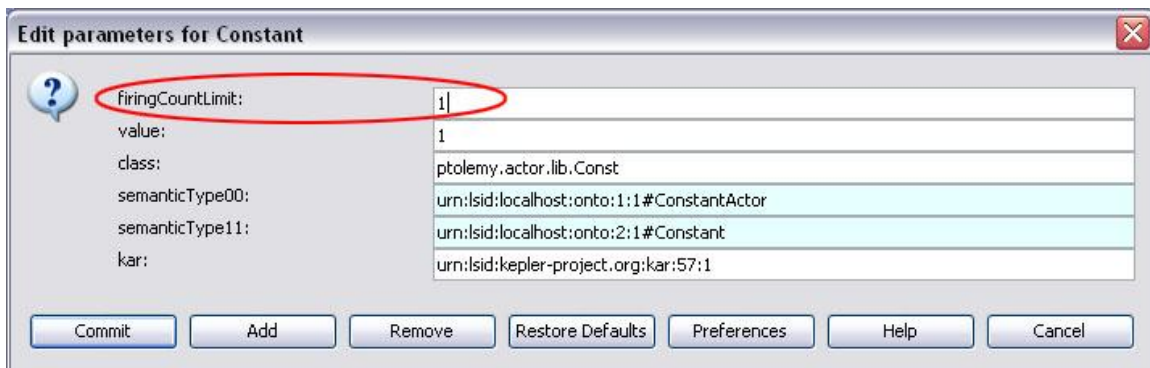 Edit parameters for Constant
firingCountLimit: 1
value: 1
class: ptolemy.actor.lib.Const
semanticType00: urn:lsid:localhost:onto:1:1#ConstantActor
semanticType11: urn:lsid:localhost:onto:2:1#Constant
kar: urn:lsid:kepler-project.org:kar:57:1
Commit Add Remove Restore Defaults Preferences Help Cancel